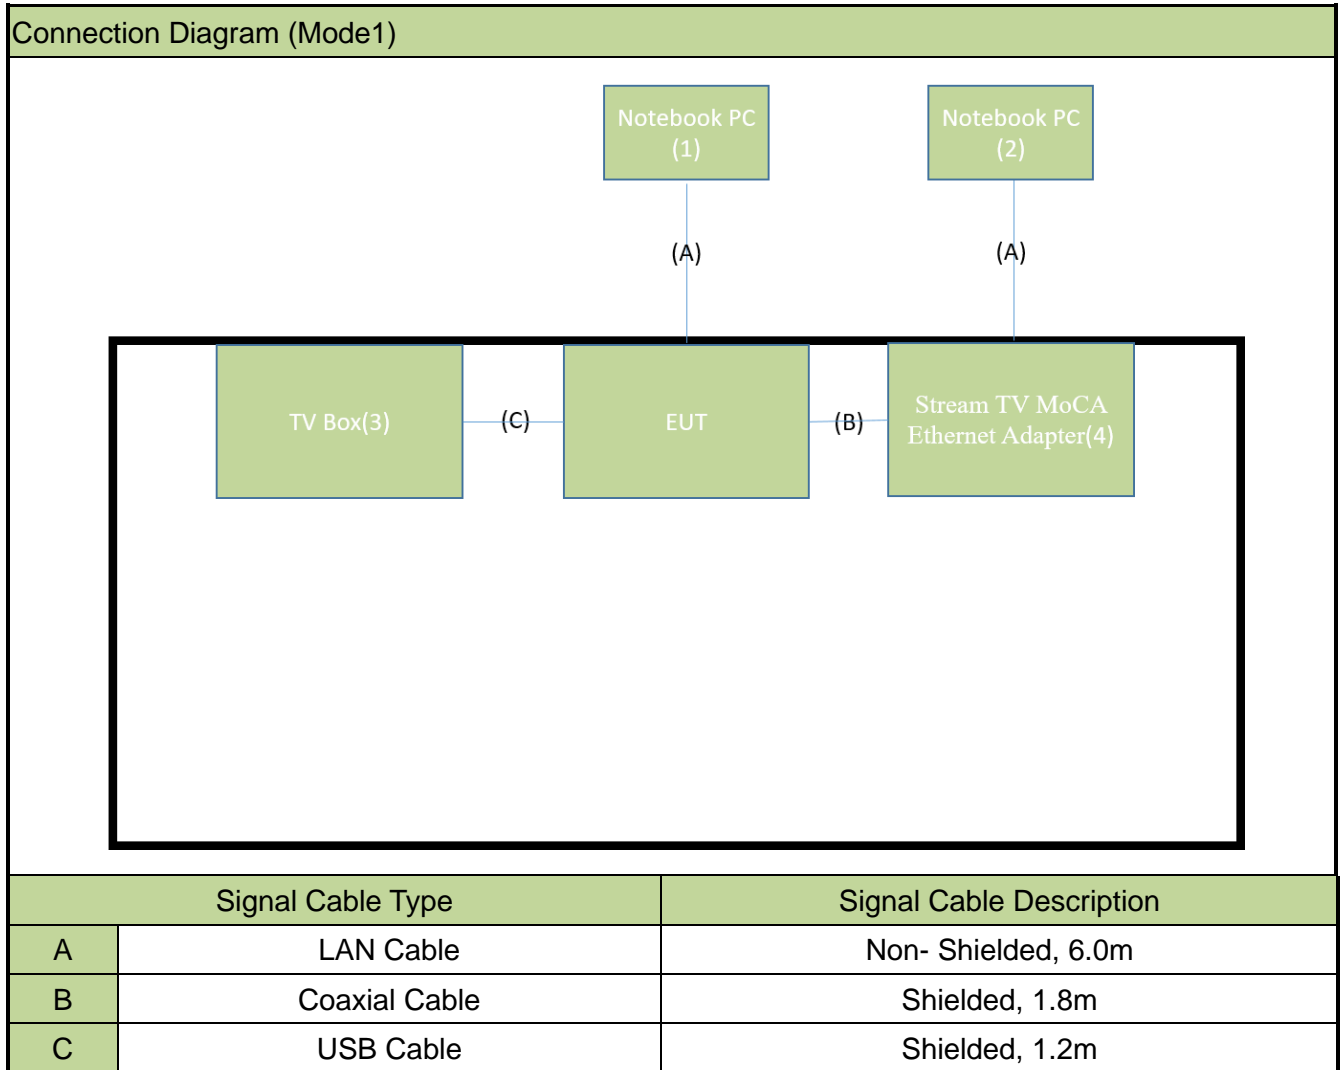 Connection Diagram (Mode1)
Notebook PC
(1)
Notebook PC
(2)
(A)
(A)
TV Box(3)
(C)
EUT
(B)
Stream TV MoCA
Ethernet Adapter(4)
Signal Cable Type
Signal Cable Description
A
LAN Cable
Non- Shielded, 6.0m
B
Coaxial Cable
Shielded, 1.8m
C
USB Cable
Shielded, 1.2m